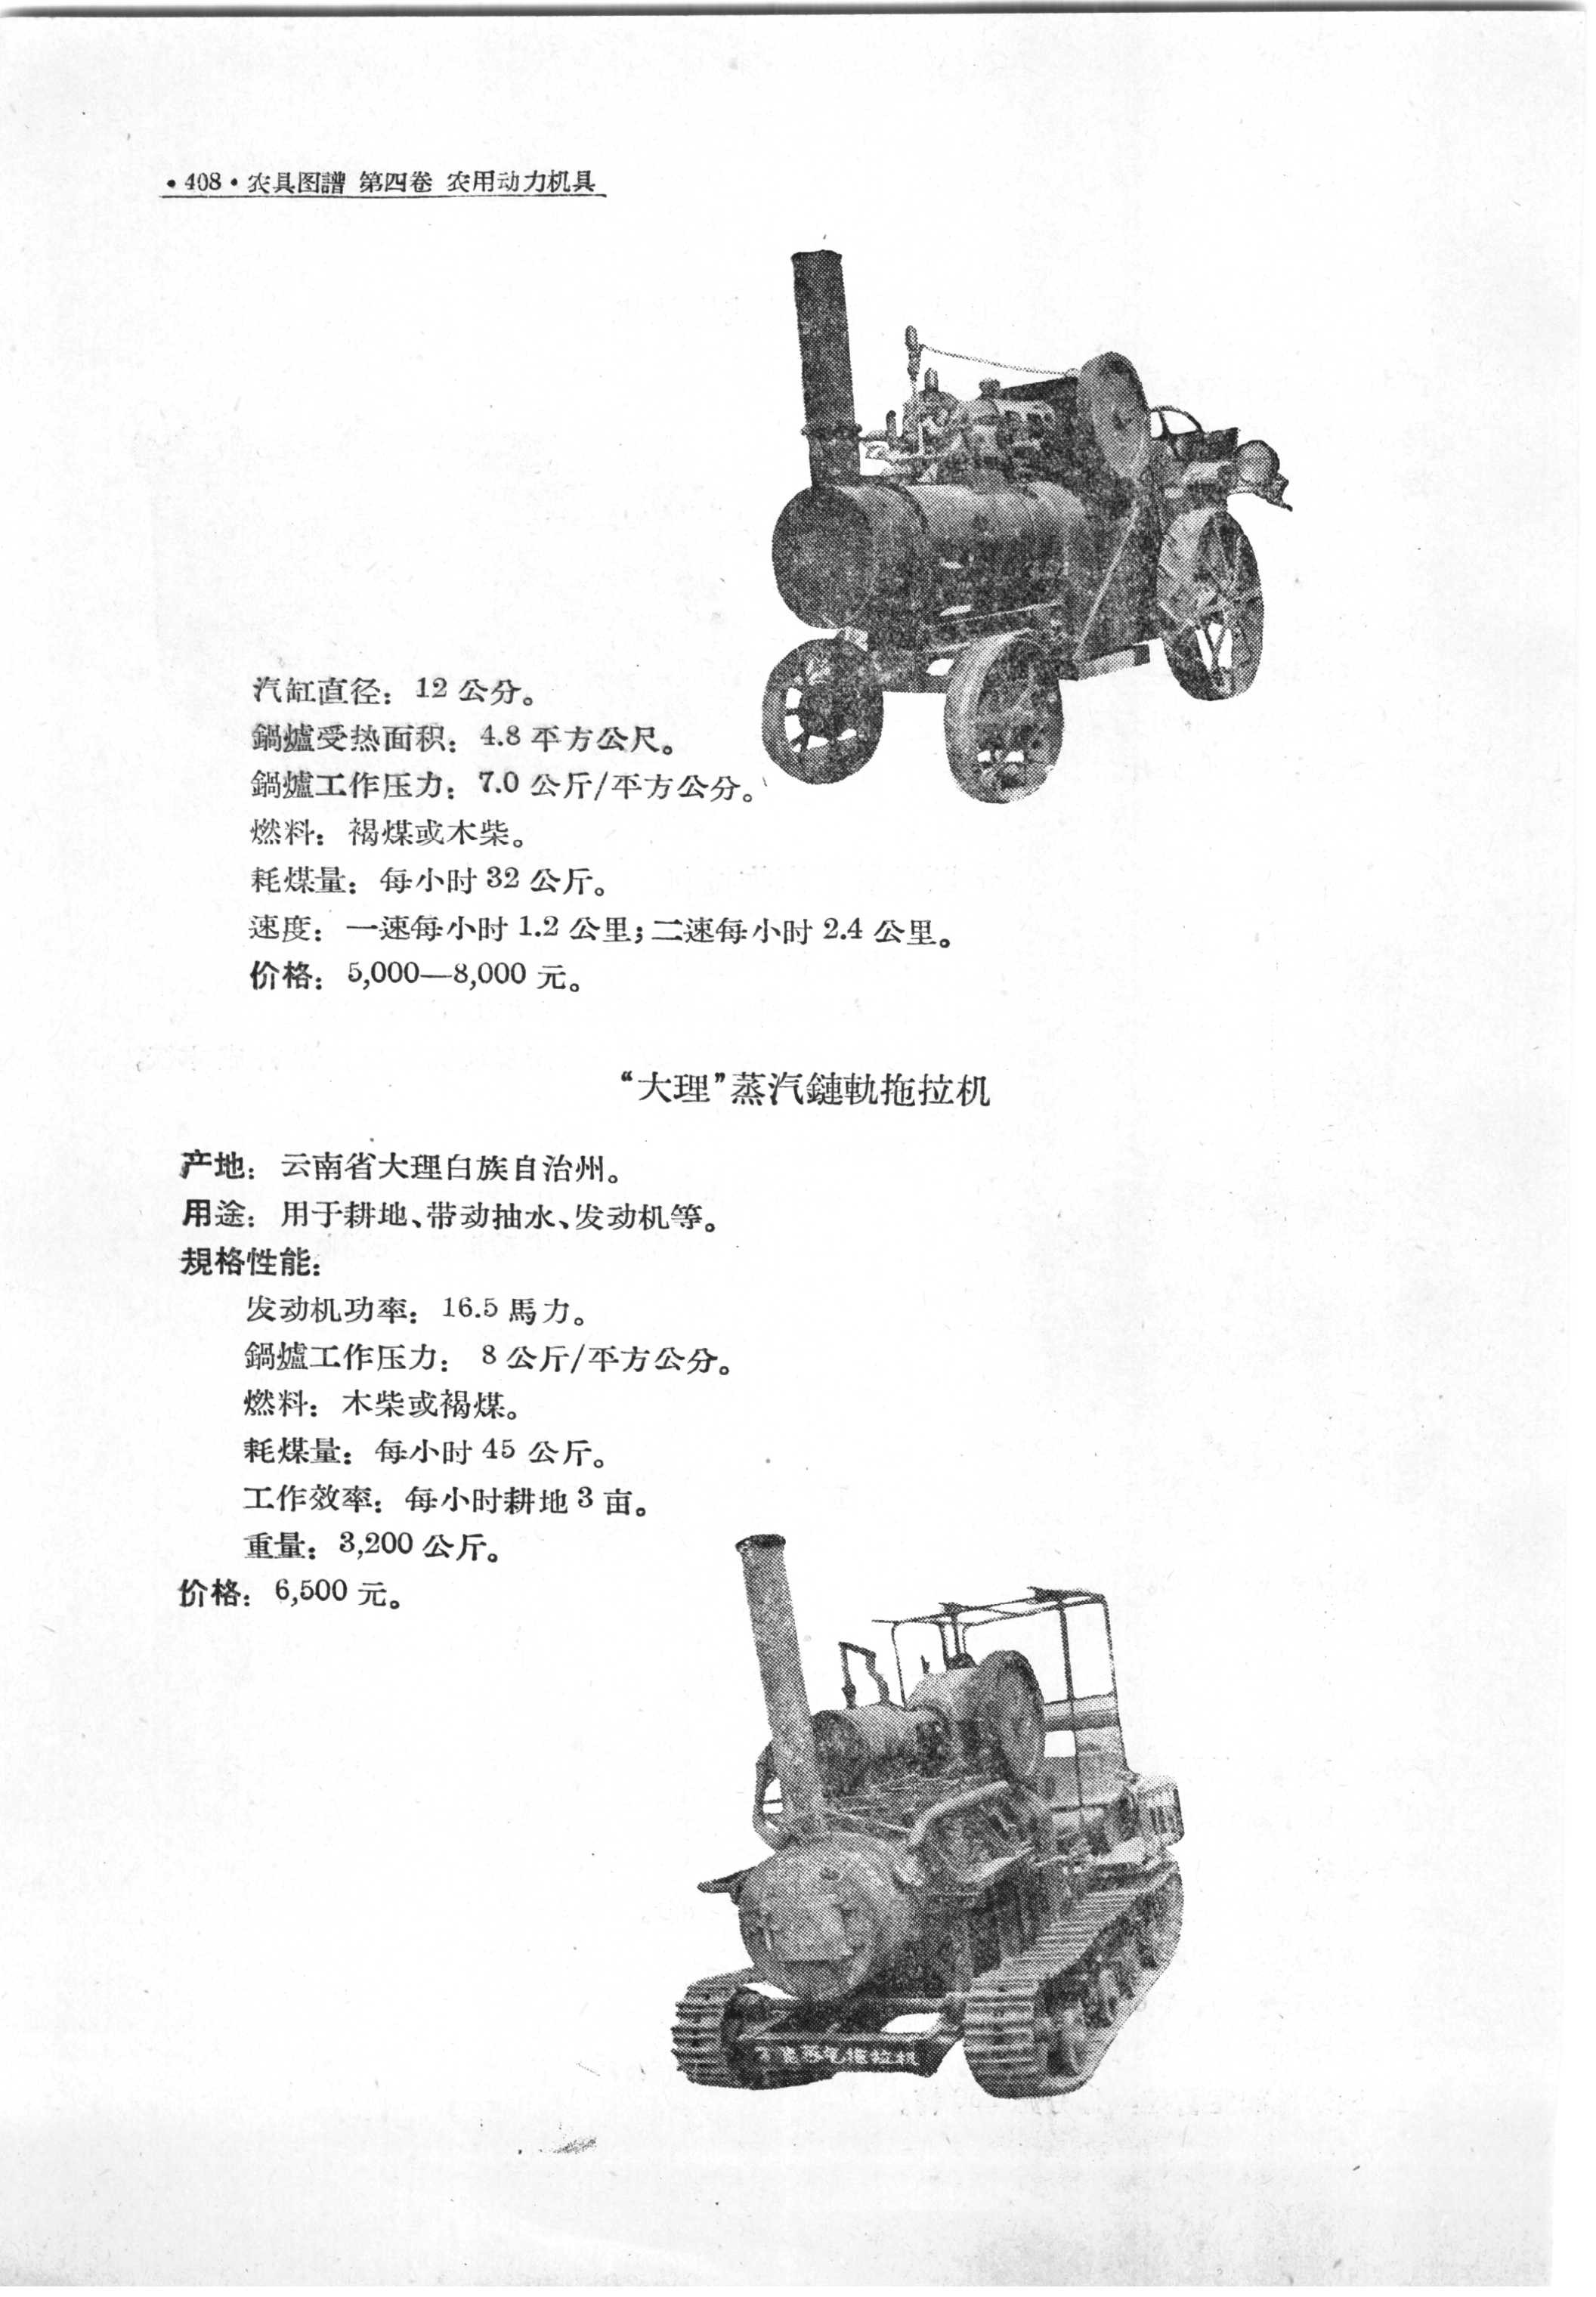 •408•农具图譜 第四卷 农用动力机具
汽缸直径：12 公分。
鍋爐受热面积：4.8 平方公尺。
鍋爐工作压力：7.0 公斤/平方公分。
燃料：褐煤或木柴。
耗煤量：每小时 32 公斤。
速度：一速每小时 1.2 公里；二速每小时 2.4 公里。
价格：5,000—8,000 元。
“大理”蒸汽鏈軌拖拉机
产地：云南省大理白族自治州。
用途：用于耕地、带动抽水、发动机等。
規格性能：
发动机功率：16.5 馬力。
鍋爐工作压力：8 公斤/平方公分。
燃料：木柴或褐煤。
耗煤量：每小时 45 公斤。
工作效率：每小时耕地 3 亩。
重量：3,200 公斤。
价格：6,500 元。
拖拉机